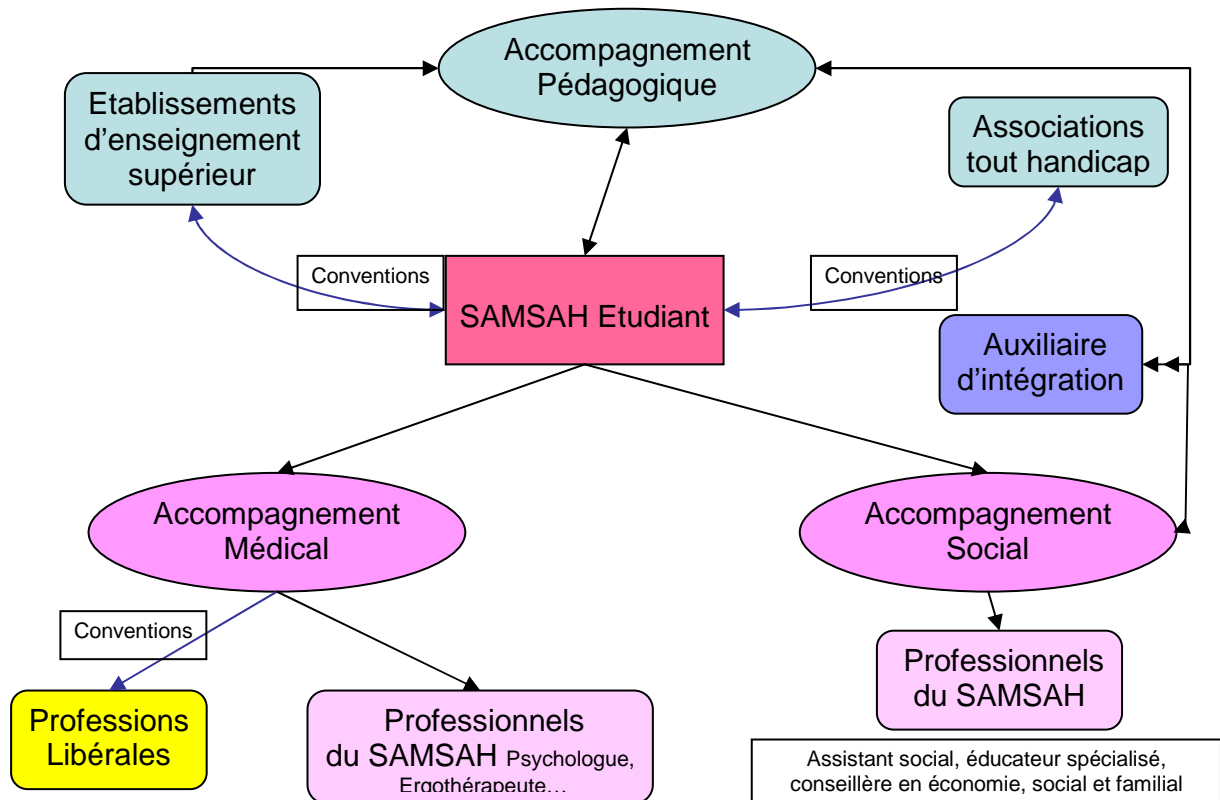 Accompagnement
Pédagogique
Etablissements
d'enseignement
supérieur
Associations
tout handicap
Conventions
Conventions
SAMSAH Etudiant
Auxiliaire
d'intégration
Accompagnement
Médical
Accompagnement
Social
Conventions
Professions
Libérales
Professionnels
du SAMSAH Psychologue,
Ergothérapeute…
Professionnels
du SAMSAH
Assistant social, éducateur spécialisé,
conseillère en économie, social et familial